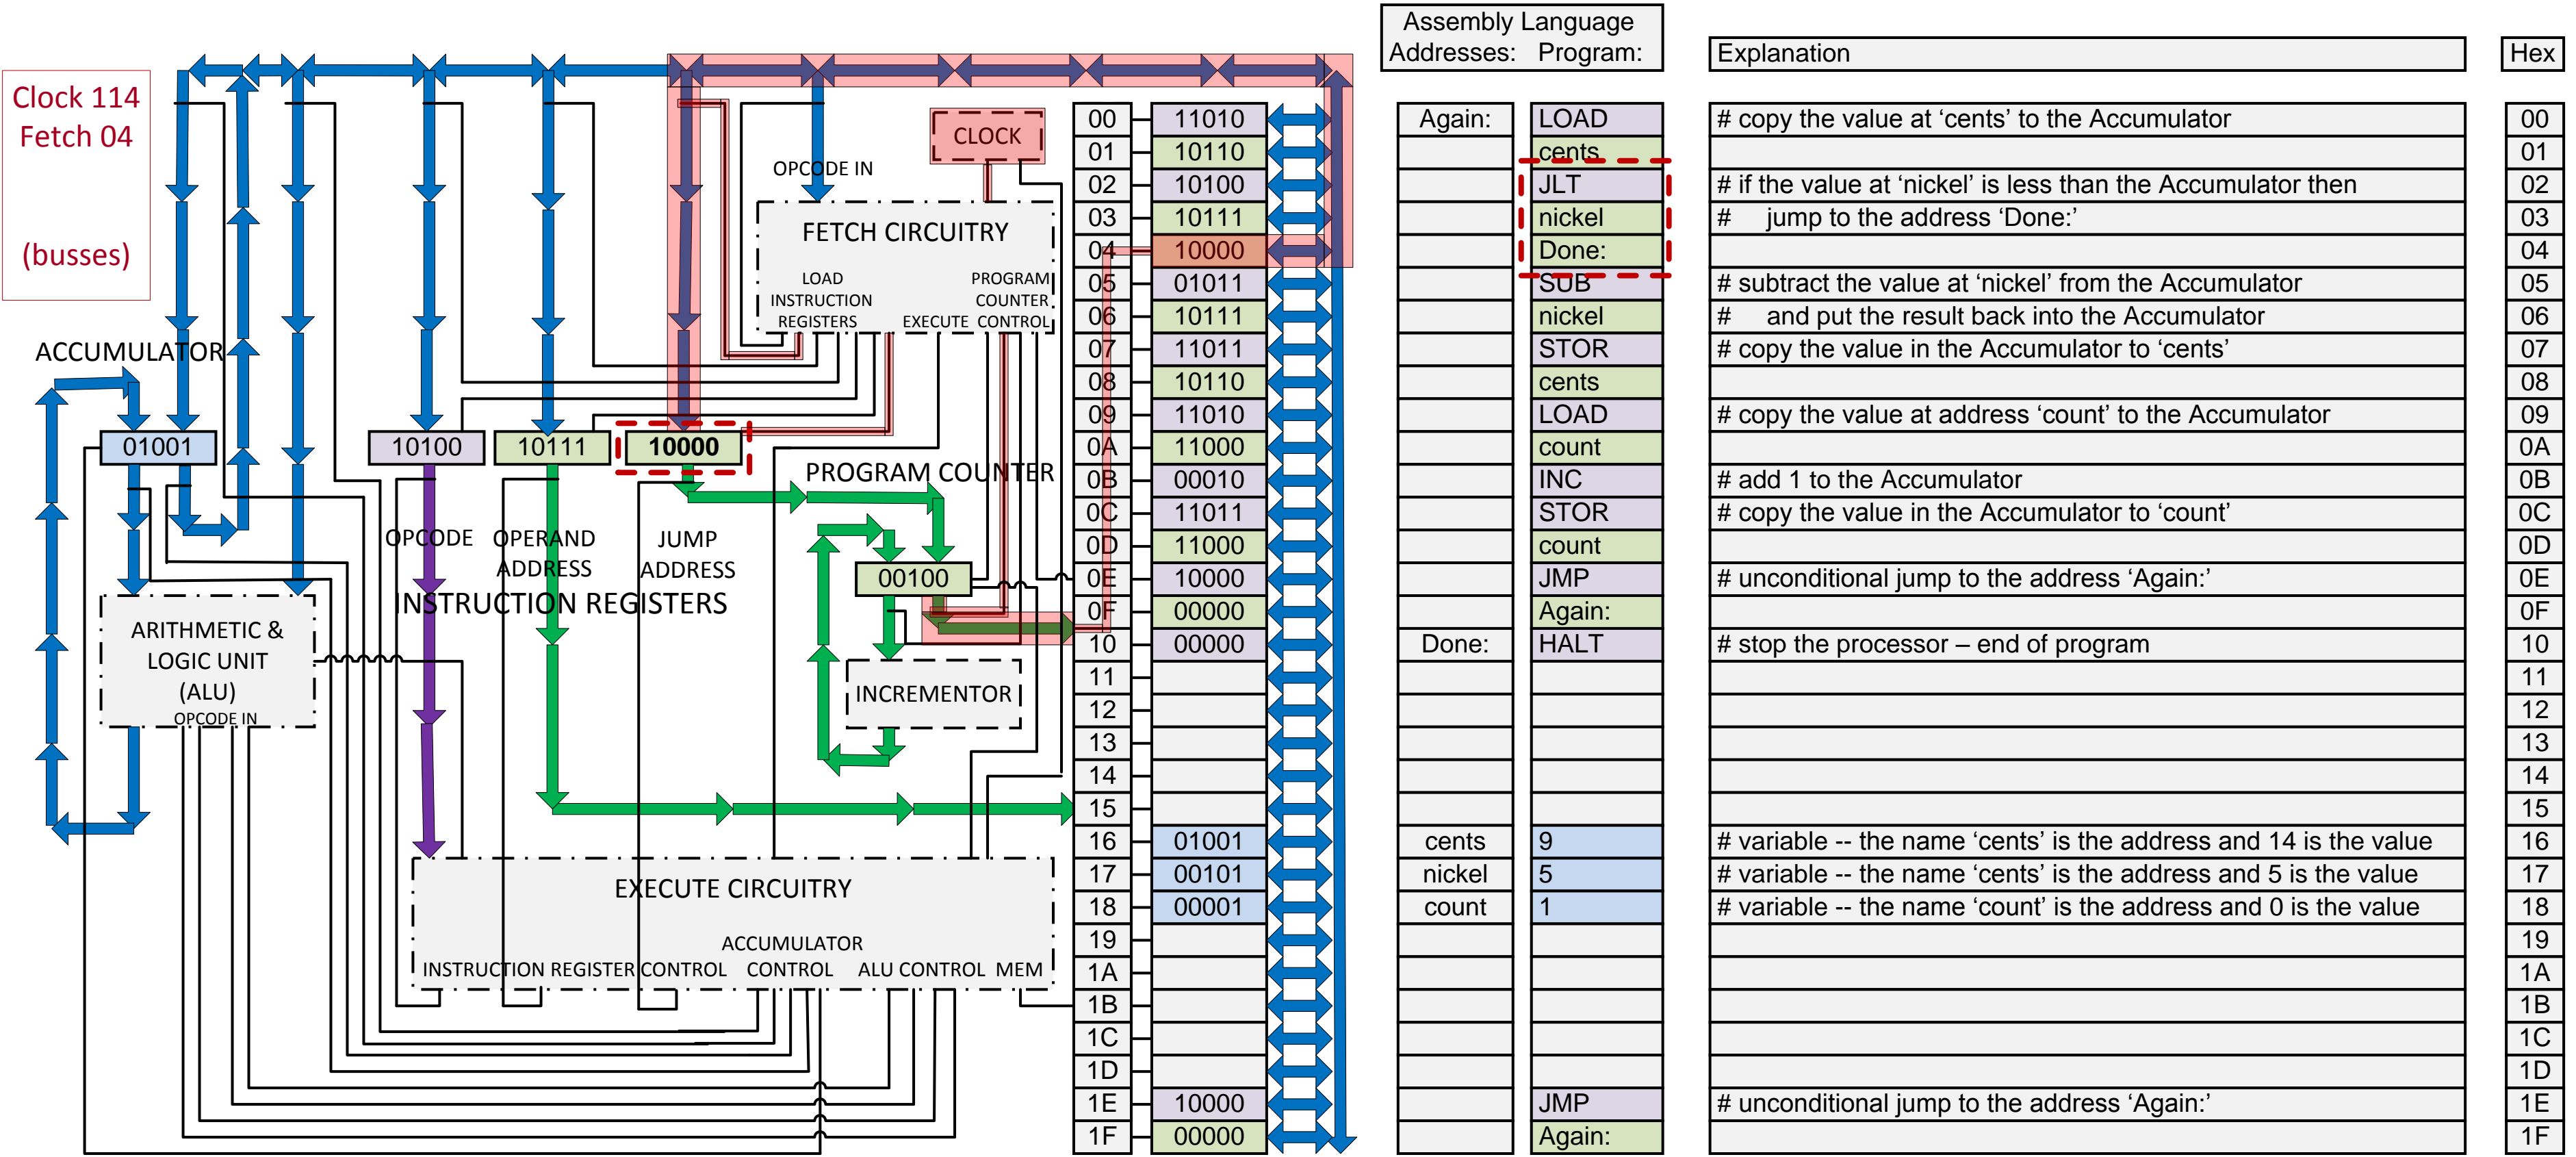 Assembly Language
Addresses: Program:
Explanation
Hex
Clock 114
Fetch 04
(busses)
CLOCK
OPCODE IN
FETCH CIRCUITRY
LOAD
INSTRUCTION
REGISTERS
EXECUTE
PROGRAM
COUNTER
CONTROL
ACCUMULATOR
01001
10100
10111
10000
PROGRAM COUNTER
OPCODE
OPERAND
ADDRESS
JUMP
ADDRESS
INSTRUCTION REGISTERS
00100
INCREMENTOR
ARITHMETIC &
LOGIC UNIT
(ALU)
OPCODE IN
EXECUTE CIRCUITRY
INSTRUCTION REGISTER CONTROL
ACCUMULATOR
CONTROL
ALU CONTROL
MEM
00 11010 Again: LOAD # copy the value at ‘cents’ to the Accumulator 00
01 10110 cents 01
02 10100 JLT # if the value at ‘nickel’ is less than the Accumulator then 02
03 10111 nickel # jump to the address ‘Done:’ 03
04 10000 Done: 04
05 01011 SUB # subtract the value at ‘nickel’ from the Accumulator 05
06 10111 nickel # and put the result back into the Accumulator 06
07 11011 STOR # copy the value in the Accumulator to ‘cents’ 07
08 10110 cents 08
09 11010 LOAD # copy the value at address ‘count’ to the Accumulator 09
0A 11000 count 0A
0B 00010 INC # add 1 to the Accumulator 0B
0C 11011 STOR # copy the value in the Accumulator to ‘count’ 0C
0D 11000 count 0D
0E 10000 JMP # unconditional jump to the address ‘Again:’ 0E
0F 00000 Again: 0F
10 00000 Done: HALT # stop the processor – end of program 10
11 11
12 12
13 13
14 14
15 15
16 01001 cents 9 # variable -- the name ‘cents’ is the address and 14 is the value 16
17 00101 nickel 5 # variable -- the name ‘cents’ is the address and 5 is the value 17
18 00001 count 1 # variable -- the name ‘count’ is the address and 0 is the value 18
19 19
1A 1A
1B 1B
1C 1C
1D 1D
1E 10000 JMP # unconditional jump to the address ‘Again:’ 1E
1F 00000 Again: 1F